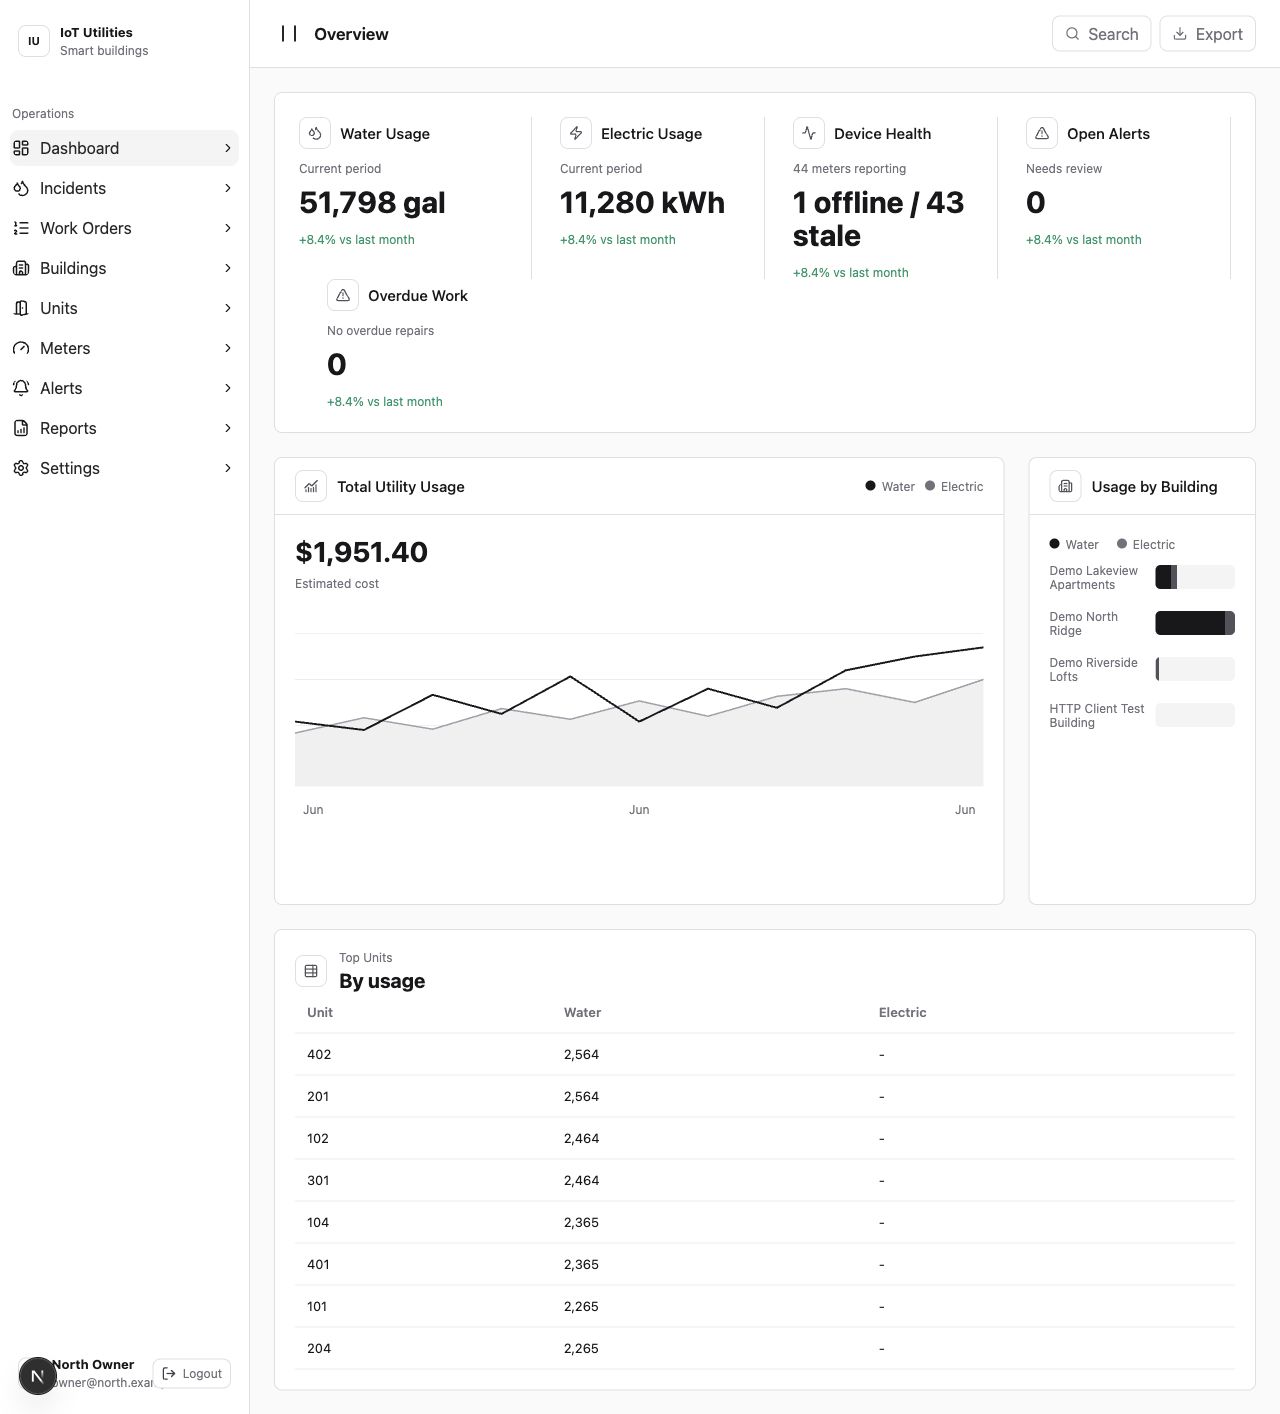 IU
IoT Utilities
Smart buildings
Operations
Dashboard
Incidents
Work Orders
Buildings
Units
Meters
Alerts
Reports
Settings
North Owner
owner@north.exam
Logout
Overview
Search
Export
Water Usage
Current period
51,798 gal
+8.4% vs last month
Electric Usage
Current period
11,280 kWh
+8.4% vs last month
Device Health
44 meters reporting
1 offline / 43
stale
+8.4% vs last month
Open Alerts
Needs review
0
+8.4% vs last month
Overdue Work
No overdue repairs
0
+8.4% vs last month
Total Utility Usage
Water Electric
$1,951.40
Estimated cost
Jun Jun Jun
Usage by Building
Water Electric
Demo Lakeview
Apartments
Demo North
Ridge
Demo Riverside
Lofts
HTTP Client Test
Building
Top Units
By usage
Unit Water Electric
402 2,564 -
201 2,564 -
102 2,464 -
301 2,464 -
104 2,365 -
401 2,365 -
101 2,265 -
204 2,265 -
N